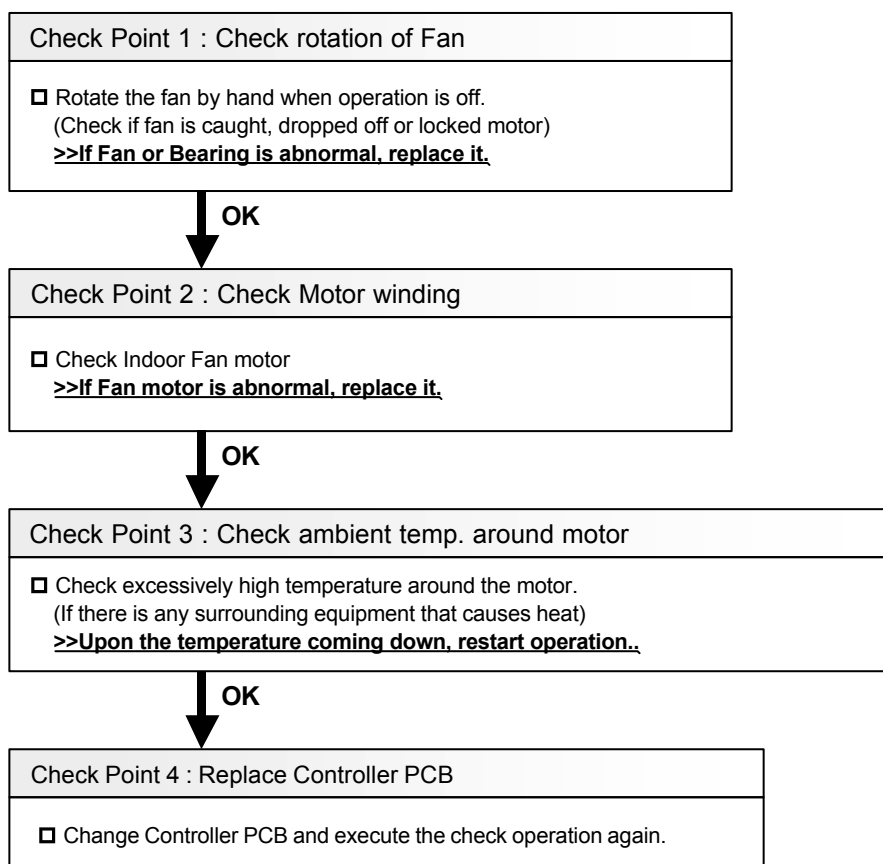 Check Point 1 : Check rotation of Fan
Rotate the fan by hand when operation is off.
(Check if fan is caught, dropped off or locked motor)
>>If Fan or Bearing is abnormal, replace it.
OK
Check Point 2 : Check Motor winding
Check Indoor Fan motor
>>If Fan motor is abnormal, replace it.
OK
Check Point 3 : Check ambient temp. around motor
Check excessively high temperature around the motor.
(If there is any surrounding equipment that causes heat)
>>Upon the temperature coming down, restart operation..
OK
Check Point 4 : Replace Controller PCB
Change Controller PCB and execute the check operation again.